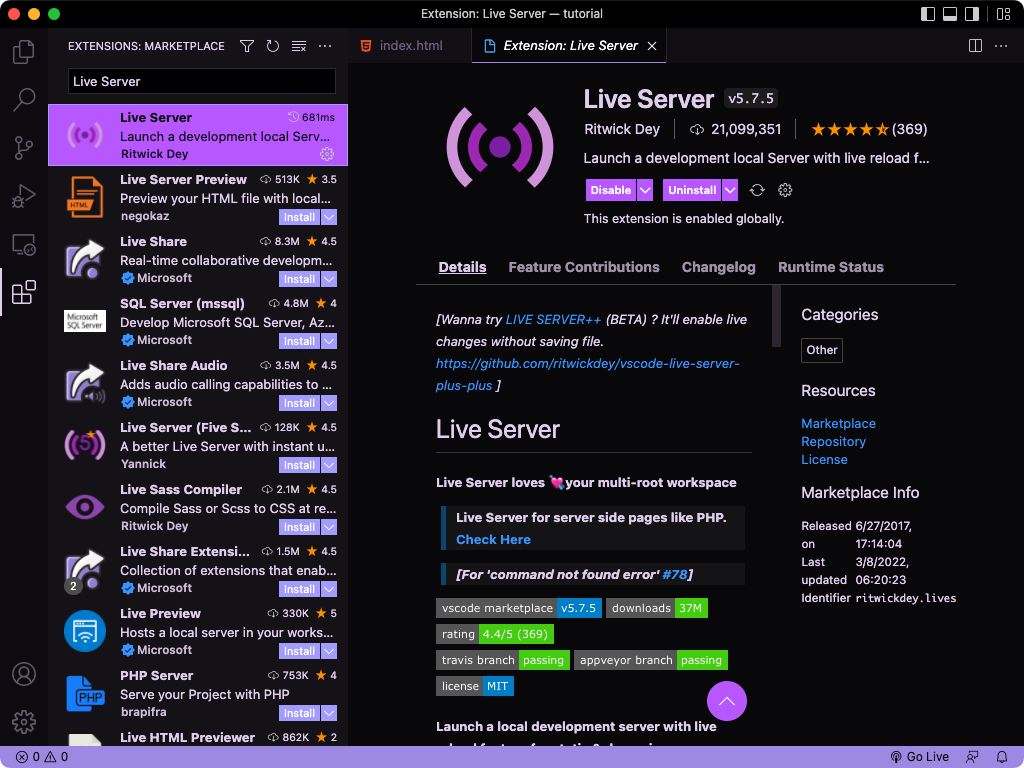 Extension: Live Server — tutorial
EXTENSIONS: MARKETPLACE
Live Server
Live Server 681ms
Launch a development local Serv...
Ritwick Dey
Live Server Preview 513K ★ 3.5
Preview your HTML file with local...
negokaz Install
HTML
Live Share 8.3M ★ 4.5
Real-time collaborative developm...
Microsoft Install
SQL Server (mssql) 4.8M ★ 4
Microsoft
SQL Server
Develop Microsoft SQL Server, Az...
Microsoft Install
Live Share Audio 3.5M ★ 4.5
Adds audio calling capabilities to ...
Microsoft Install
Live Server (Five S... 128K ★ 4.5
5
A better Live Server with instant u...
Yannick Install
Live Sass Compiler 2.1M ★ 4.5
Compile Sass or Scss to CSS at re...
Ritwick Dey Install
Live Share Extensi... 1.5M ★ 4.5
Collection of extensions that enab...
2
Microsoft Install
Live Preview 330K ★ 5
Hosts a local server in your works...
Microsoft Install
PHP Server 753K ★ 4
PHP
Serve your Project with PHP
brapifra Install
Live HTML Previewer 862K ★ 2
index.html
Extension: Live Server
Live Server v5.7.5
Ritwick Dey 21,099,351 (369)
Launch a development local Server with live reload f...
Disable Uninstall
This extension is enabled globally.
Details Feature Contributions Changelog Runtime Status
[Wanna try LIVE SERVER++ (BETA) ? It'll enable live
changes without saving file.
https://github.com/ritwickdey/vscode-live-server-
plus-plus ]
Live Server
Live Server loves 💘your multi-root workspace
Live Server for server side pages like PHP.
Check Here
[For 'command not found error' #78]
vscode marketplace v5.7.5 downloads 37M
rating 4.4/5 (369)
travis branch passing appveyor branch passing
license MIT
Launch a local development server with live
Categories
Other
Resources
Marketplace
Repository
License
Marketplace Info
Released 6/27/2017,
on 17:14:04
Last 3/8/2022,
updated 06:20:23
Identifier ritwickdey.lives
0 0
Go Live